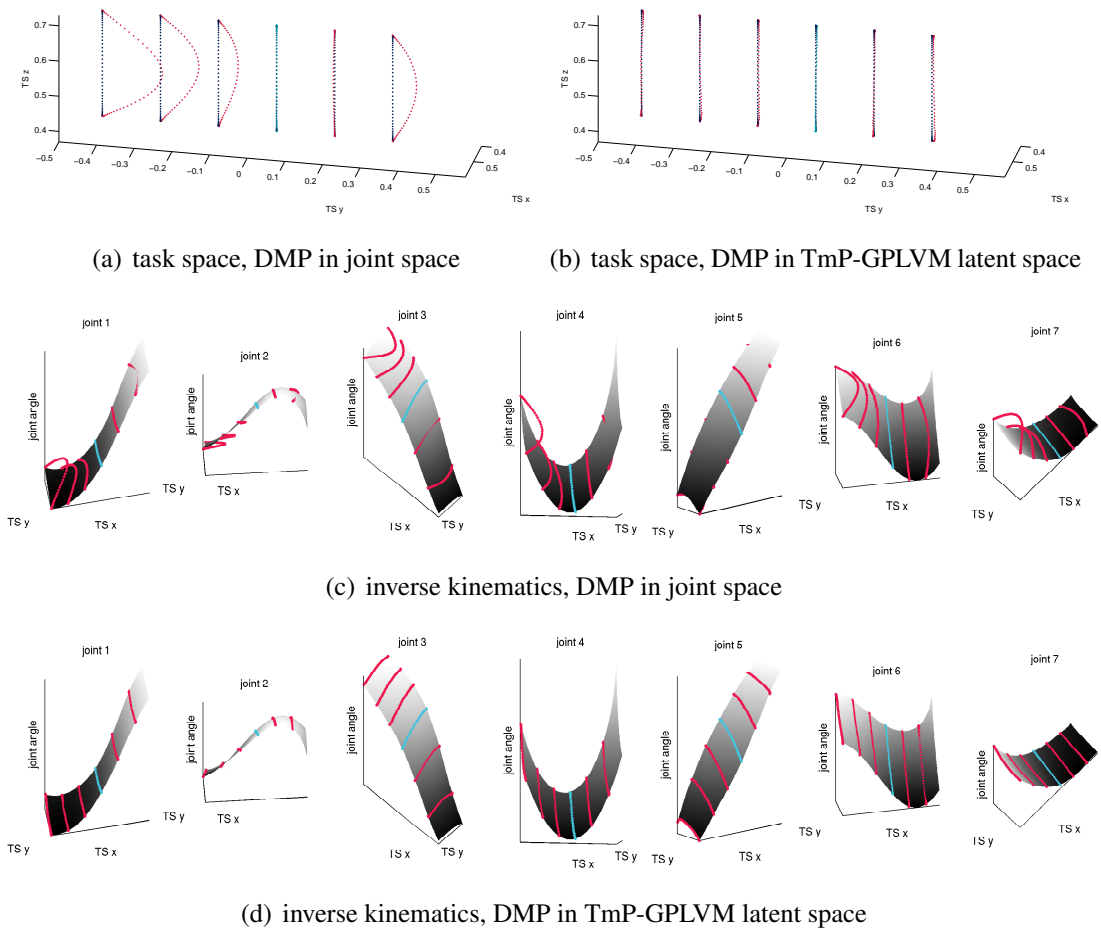 0.7
0.6
0.5
0.4
TS z
−0.5
−0.4
−0.3
−0.2
−0.1
0
0.1
0.2
0.3
0.4
0.5
0.4
0.5
TS y
TS x
0.7
0.6
0.5
0.4
TS z
−0.5
−0.4
−0.3
−0.2
−0.1
0
0.1
0.2
0.3
0.4
0.5
0.4
0.5
TS y
TS x
(a) task space, DMP in joint space
(b) task space, DMP in TmP-GPLVM latent space
joint 1
joint angle
TS y
TS x
TS y
joint 2
joint angle
TS x
joint 3
joint angle
TS x
TS y
joint 4
joint angle
TS x
TS y
joint 5
joint angle
TS y
TS x
joint 6
joint angle
TS x
joint 7
joint angle
TS y
TS x
(c) inverse kinematics, DMP in joint space
joint 1
joint angle
TS y
TS x
TS y
joint 2
joint angle
TS x
joint 3
joint angle
TS x
TS y
joint 4
joint angle
TS x
TS y
joint 5
joint angle
TS y
TS x
joint 6
joint angle
TS x
joint 7
joint angle
TS y
TS x
(d) inverse kinematics, DMP in TmP-GPLVM latent space